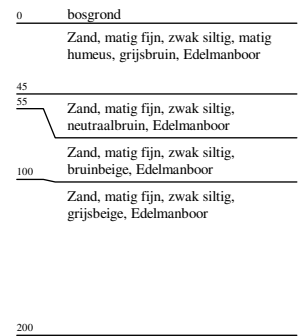 0 bosgrond
Zand, matig fijn, zwak siltig, matig
humeus, grijsbruin, Edelmanboor
45
55
Zand, matig fijn, zwak siltig,
neutraalbruin, Edelmanboor
Zand, matig fijn, zwak siltig,
bruinbeige, Edelmanboor
100
Zand, matig fijn, zwak siltig,
grijsbeige, Edelmanboor
200